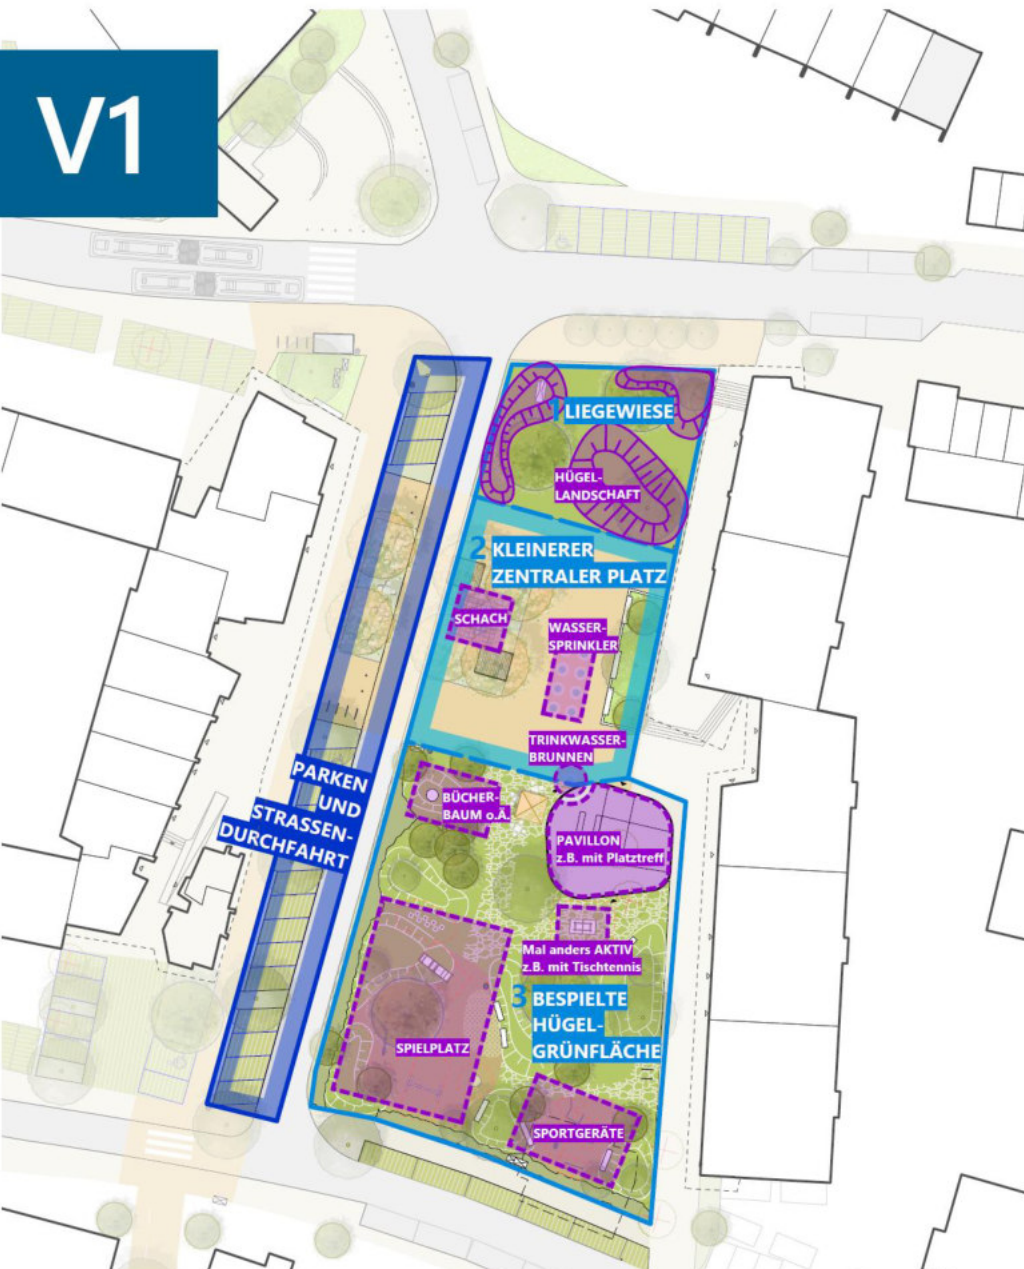 V1
1 LIEGEWIESE
HÜGEL-
LANDSCHAFT
2 KLEINERER
ZENTRALER PLATZ
SCHACH
WASSER-
SPRINKLER
TRINKWASSER-
BRUNNEN
PARKEN
UND
STRASSEN-
DURCHFAHRT
BÜCHER-
BAUM o.Ä.
PAVILLON
z.B. mit Platztreff
Mal anders AKTIV
z.B. mit Tischtennis
3 BESPIELTE
HÜGEL-
GRÜNFLÄCHE
SPIELPLATZ
SPORTGERÄTE